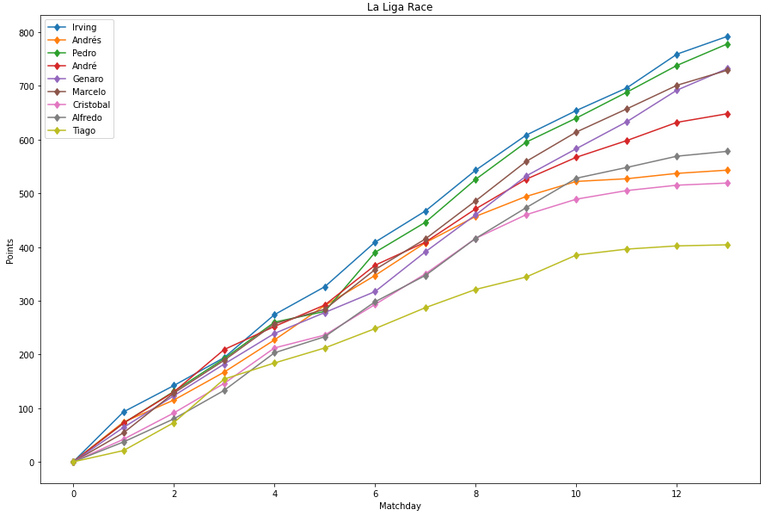 La Liga Race
Irving
Andrés
Pedro
André
Genaro
Marcelo
Cristobal
Alfredo
Tiago
800
700
600
500
400
300
200
100
0
Points
0 2 4 6 8 10 12
Matchday